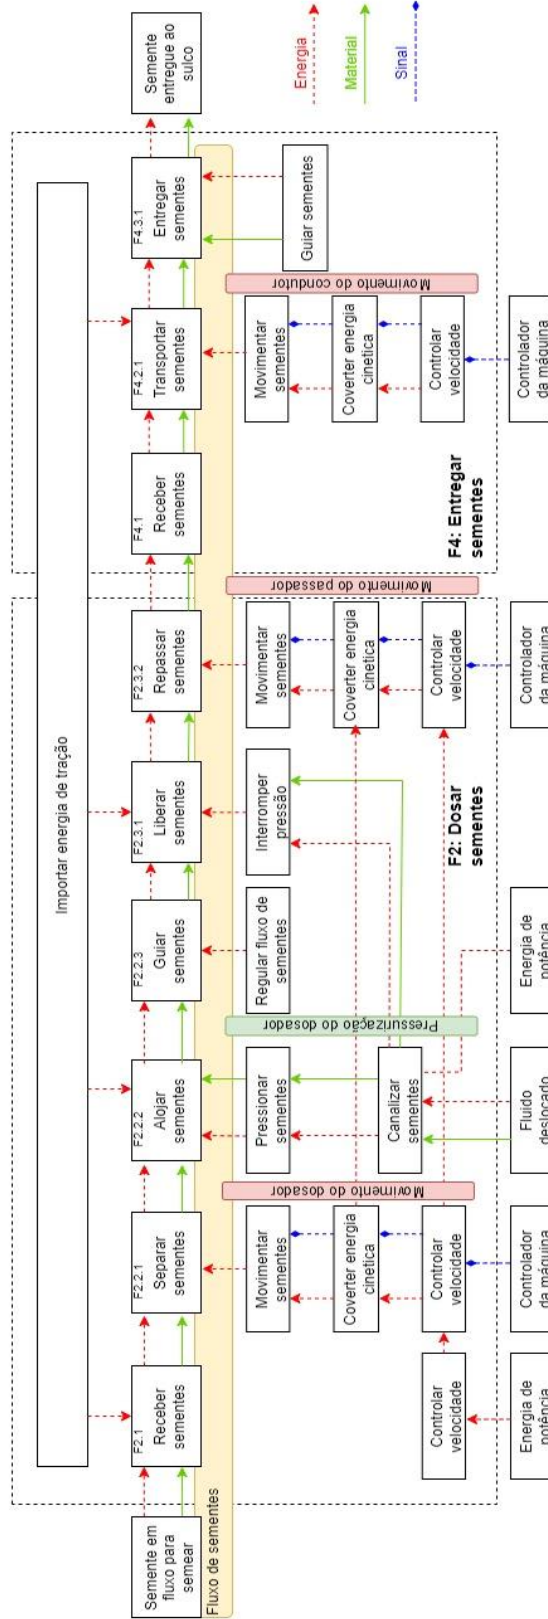 Importar energia de tração
Semente em
fluxo para
semear
F2.1
Receber
sementes
F2.2.1
Separar
sementes
F2.2.2
Alojar
sementes
F2.2.3
Guiar
sementes
F2.3.1
Liberar
sementes
F2.3.2
Repassar
sementes
F4.1
Receber
sementes
F4.2.1
Transportar
sementes
F4.3.1
Entregar
sementes
Semente
entregue ao
sulco
Fluxo de sementes
Movimentar
sementes
Coverter energia
cinetica
Controlar
velocidade
Controlar
velocidade
Energia de
potência
Controlador
da máquina
Movimento do dosador
Pressionar
sementes
Canalizar
sementes
Fluido
deslocado
Pressurização do dosador
Regular fluxo de
sementes
Energia de
potência
Interromper
pressão
F2: Dosar
sementes
Movimentar
sementes
Coverter energia
cinetica
Controlar
velocidade
Controlador
da máquina
Movimento do passador
F4: Entregar
sementes
Movimentar
sementes
Coverter energia
cinetica
Controlar
velocidade
Controlador
da máquina
Movimento do condutor
Guiar sementes
Energia
Material
Sinal